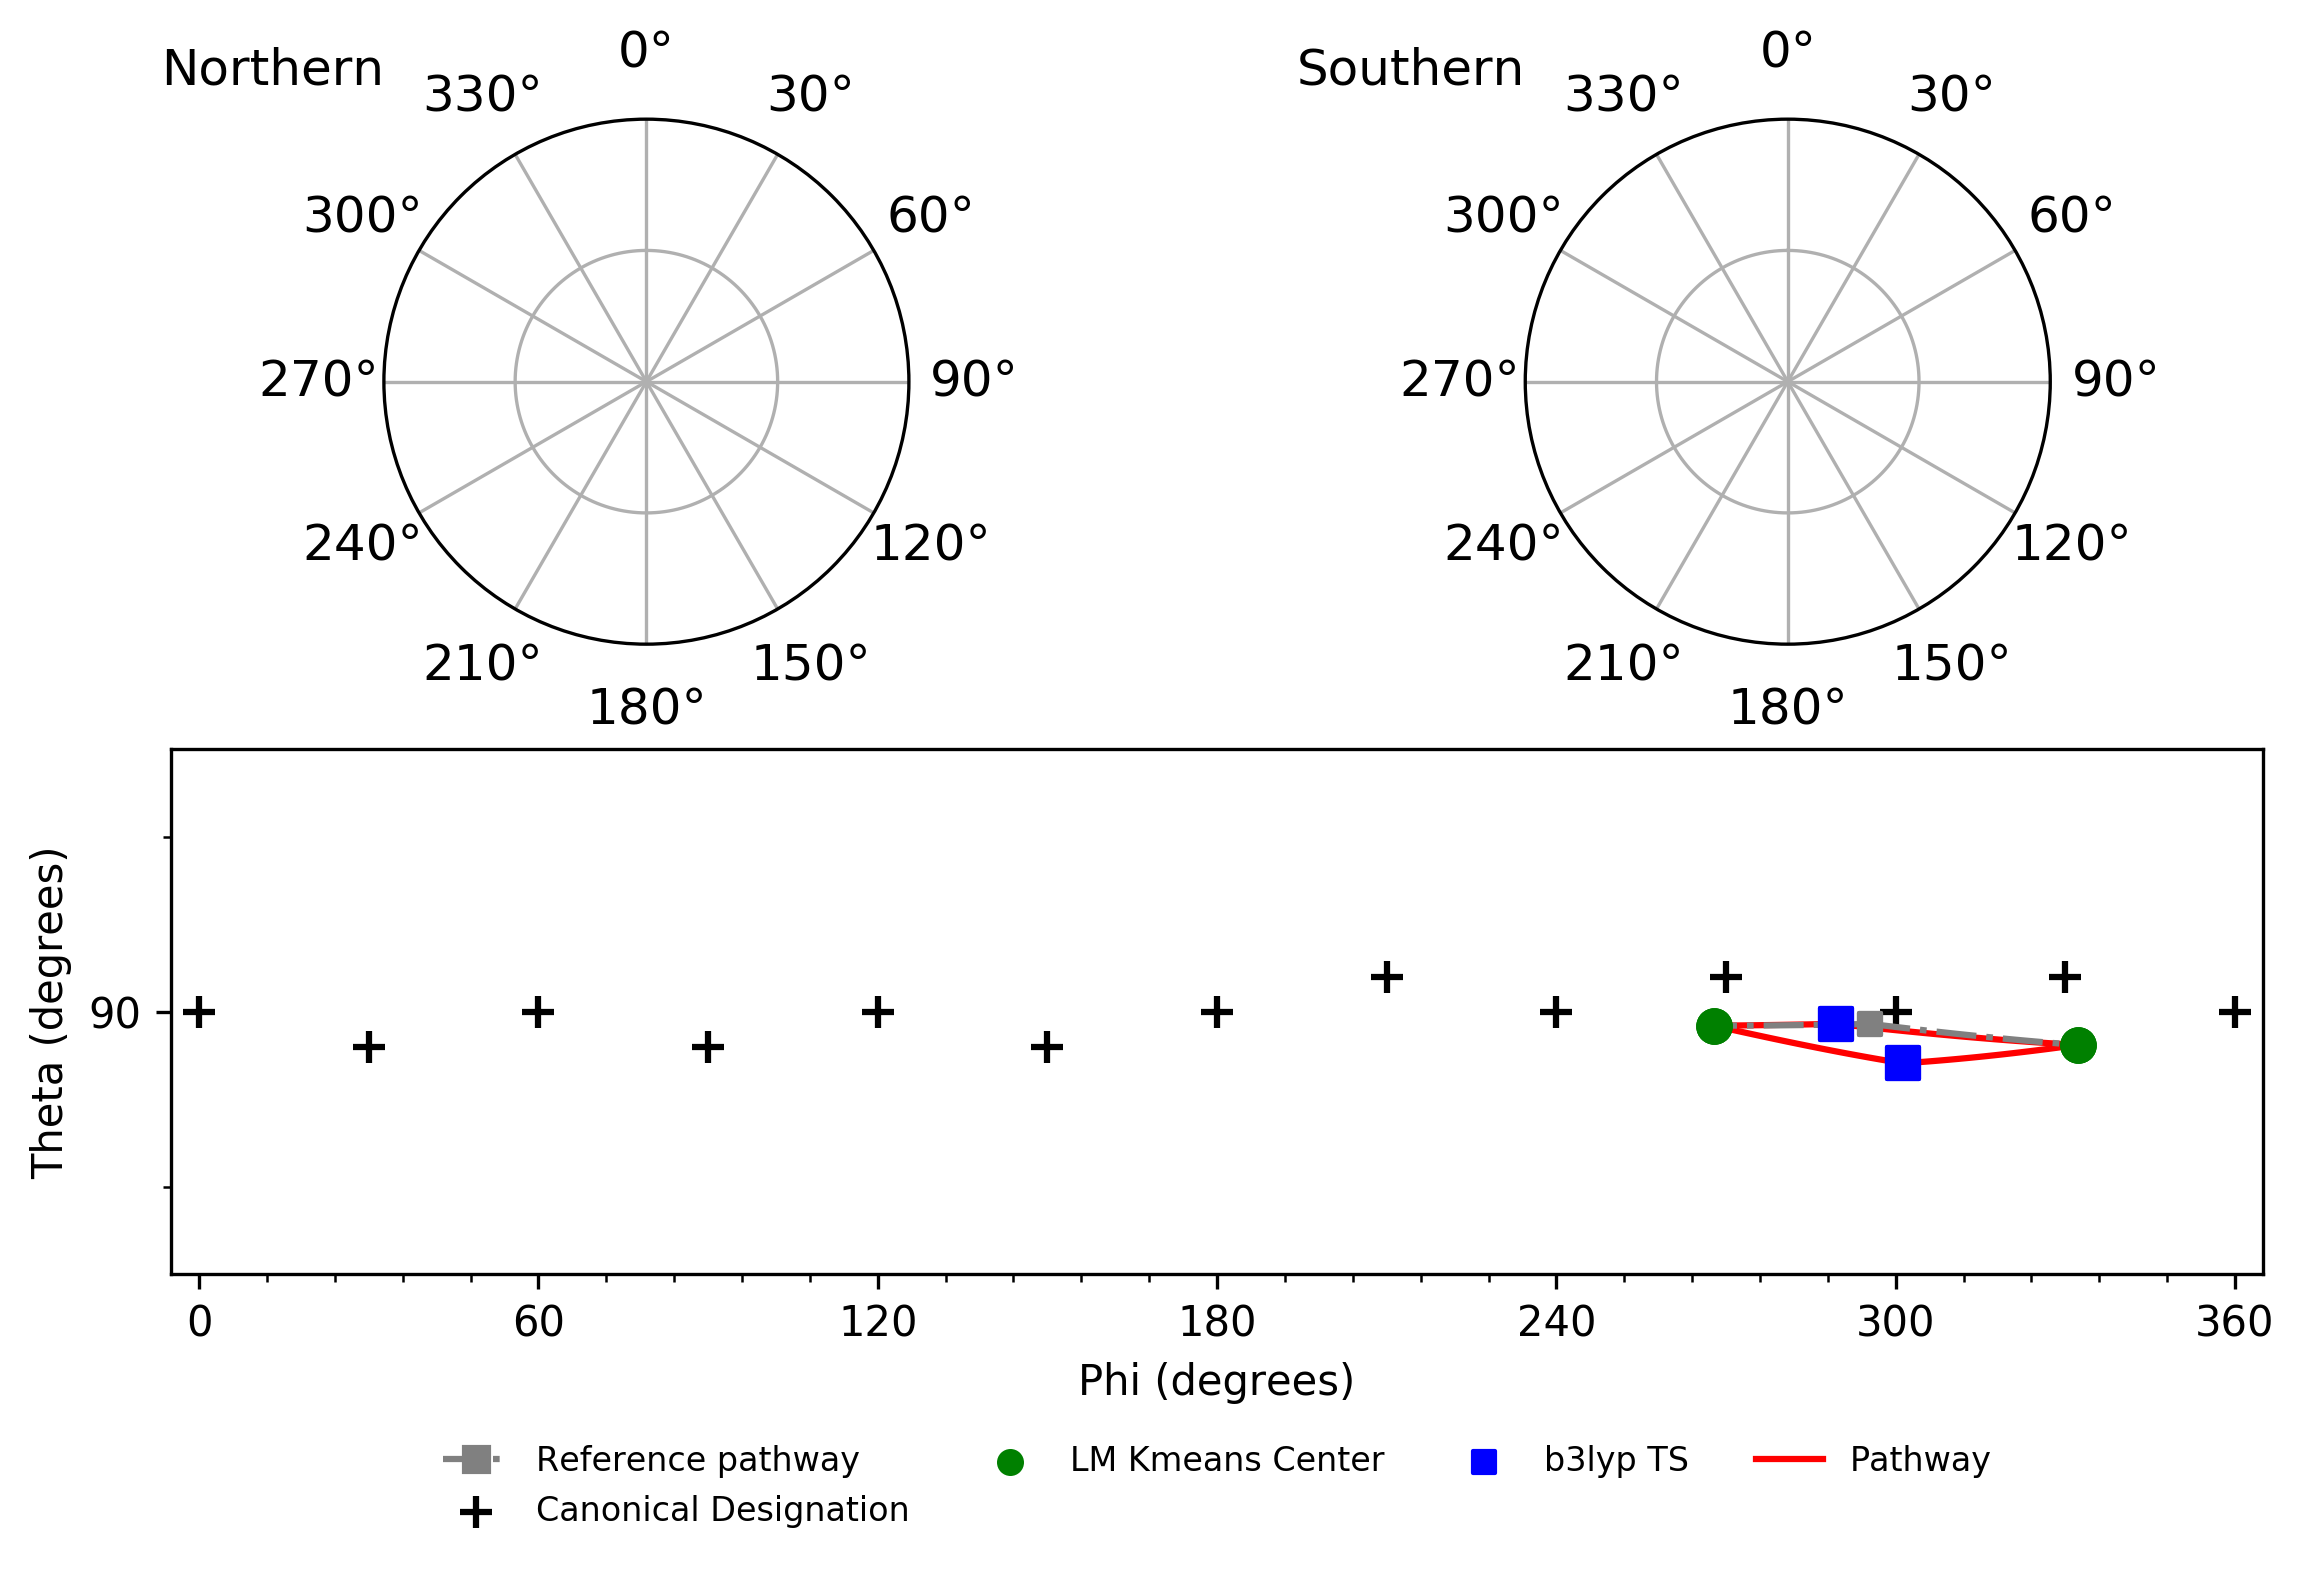 Northern
0°
30°
60°
90°
120°
150°
180°
210°
240°
270°
300°
330°
Southern
0°
30°
60°
90°
120°
150°
180°
210°
240°
270°
300°
330°
Theta (degrees)
90
0 60 120 180 240 300 360
Phi (degrees)
Reference pathway
Canonical Designation
LM Kmeans Center
b3lyp TS
Pathway